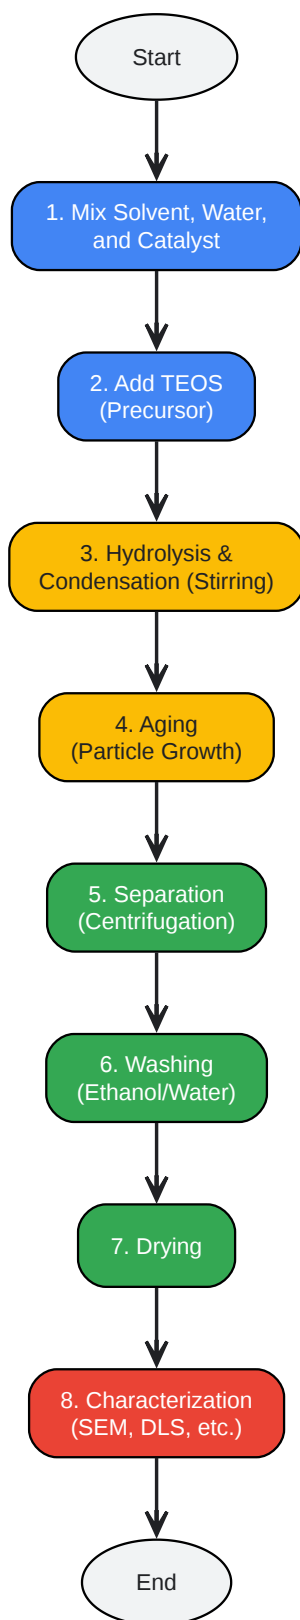 Start
1. Mix Solvent, Water,
and Catalyst
2. Add TEOS
(Precursor)
3. Hydrolysis &
Condensation (Stirring)
4. Aging
(Particle Growth)
5. Separation
(Centrifugation)
6. Washing
(Ethanol/Water)
7. Drying
8. Characterization
(SEM, DLS, etc.)
End